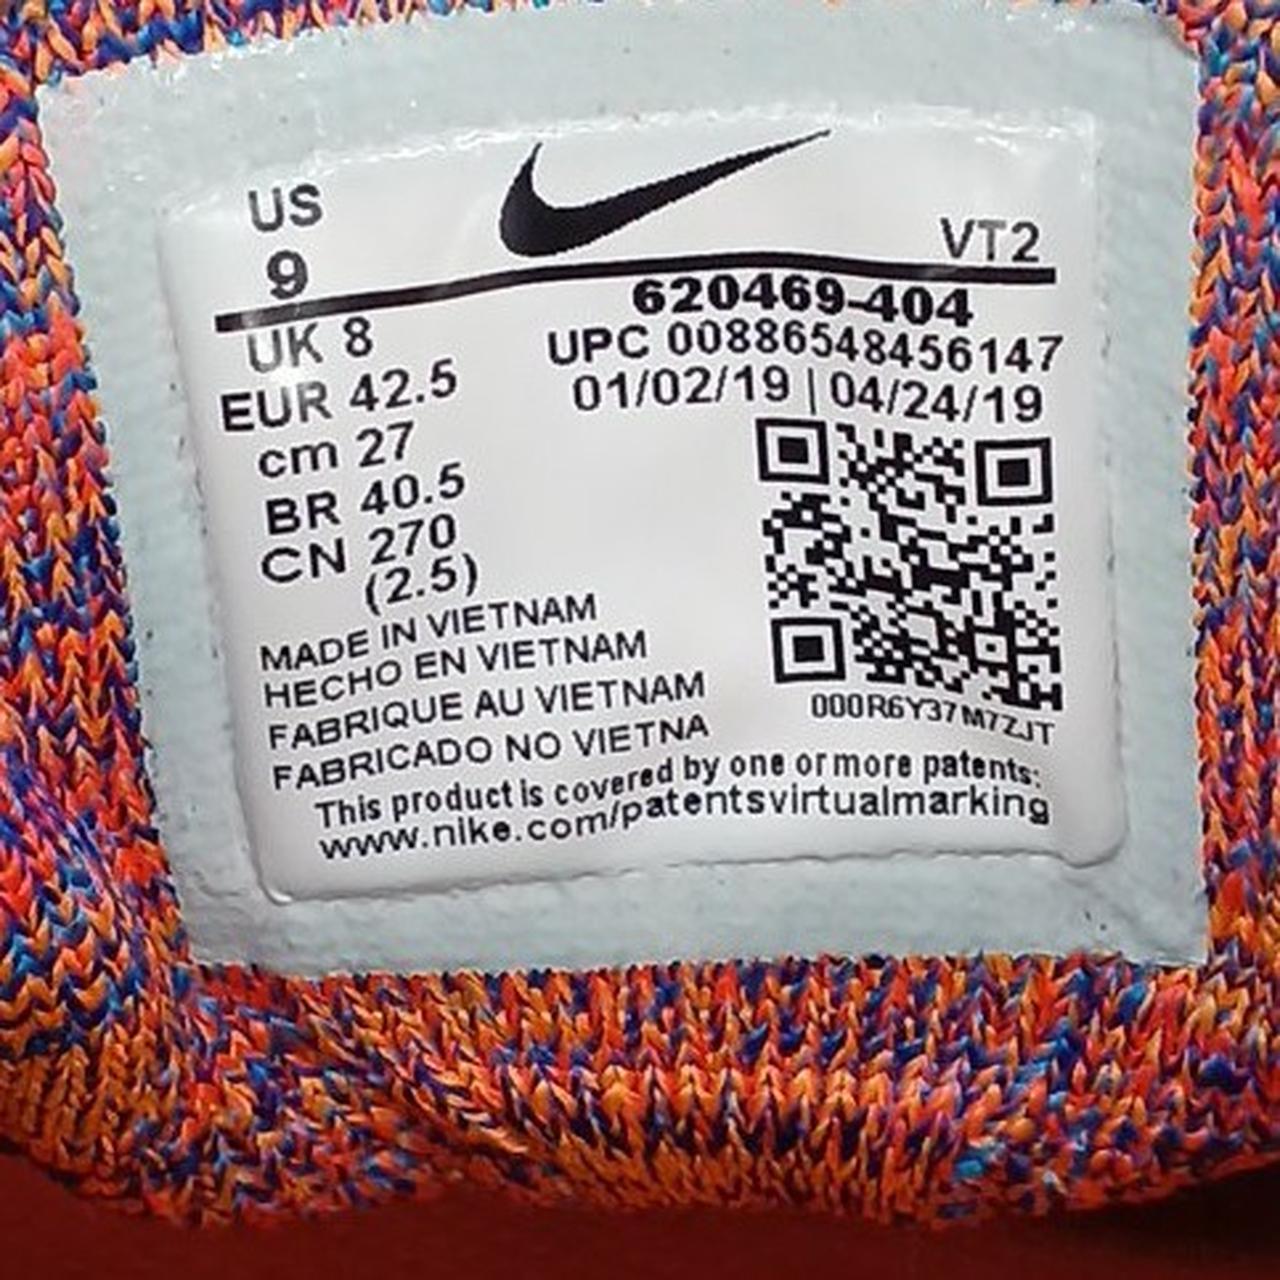 US
9
VT2
620469-404
UK 8
UPC 00886548456147
EUR 42.5
01/02/19 | 04/24/19
cm 27
BR 40.5
CN 270
(2.5)
MADE IN VIETNAM
HECHO EN VIETNAM
FABRIQUE AU VIETNAM
FABRICADO NO VIETNA
000R6Y37M7ZJT
This product is covered by one or more patents:
www.nike.com/patentsvirtualmarking